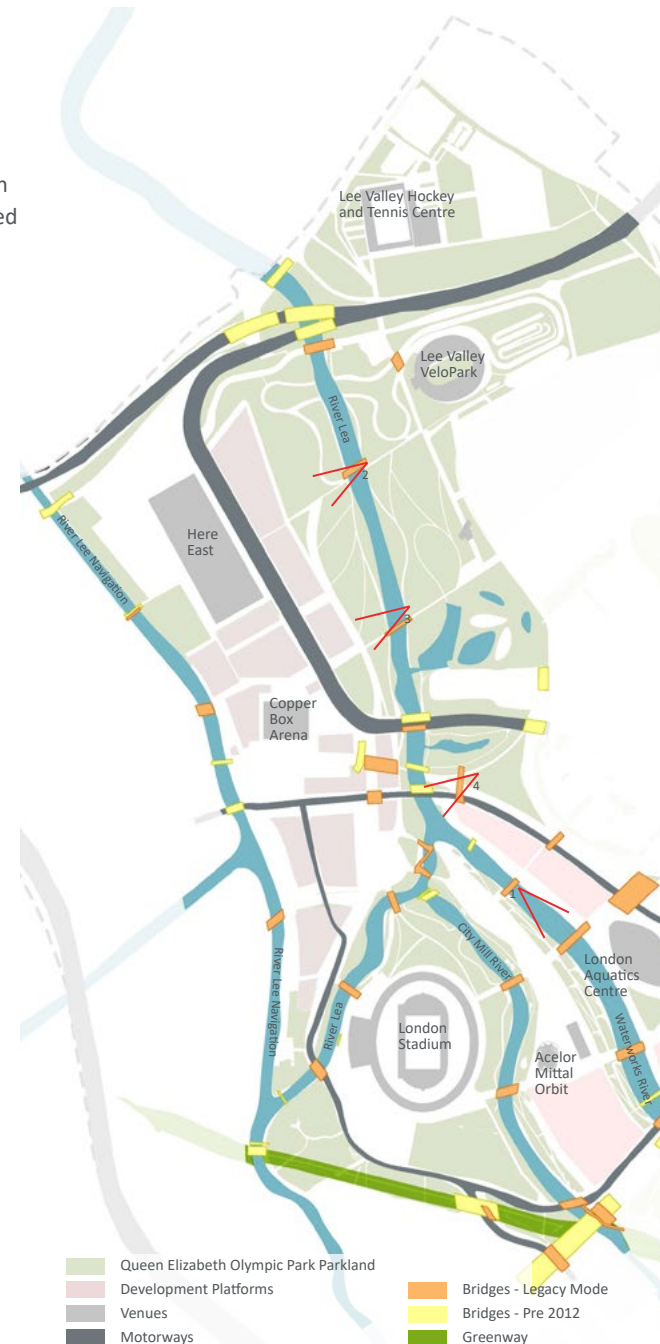 n
ed
Lee Valley Hockey
and Tennis Centre
Lee Valley
VeloPark
River Lea
2
River Lee Navigation
Here
East
3
Copper
Box
Arena
4
1
City Mill River
London
Aquatics
Centre
River Lee Navigation
River Lea
London
Stadium
Waterworks River
Acelor
Mittal
Orbit
Queen Elizabeth Olympic Park Parkland
Development Platforms
Venues
Motorways
Bridges - Legacy Mode
Bridges - Pre 2012
Greenway